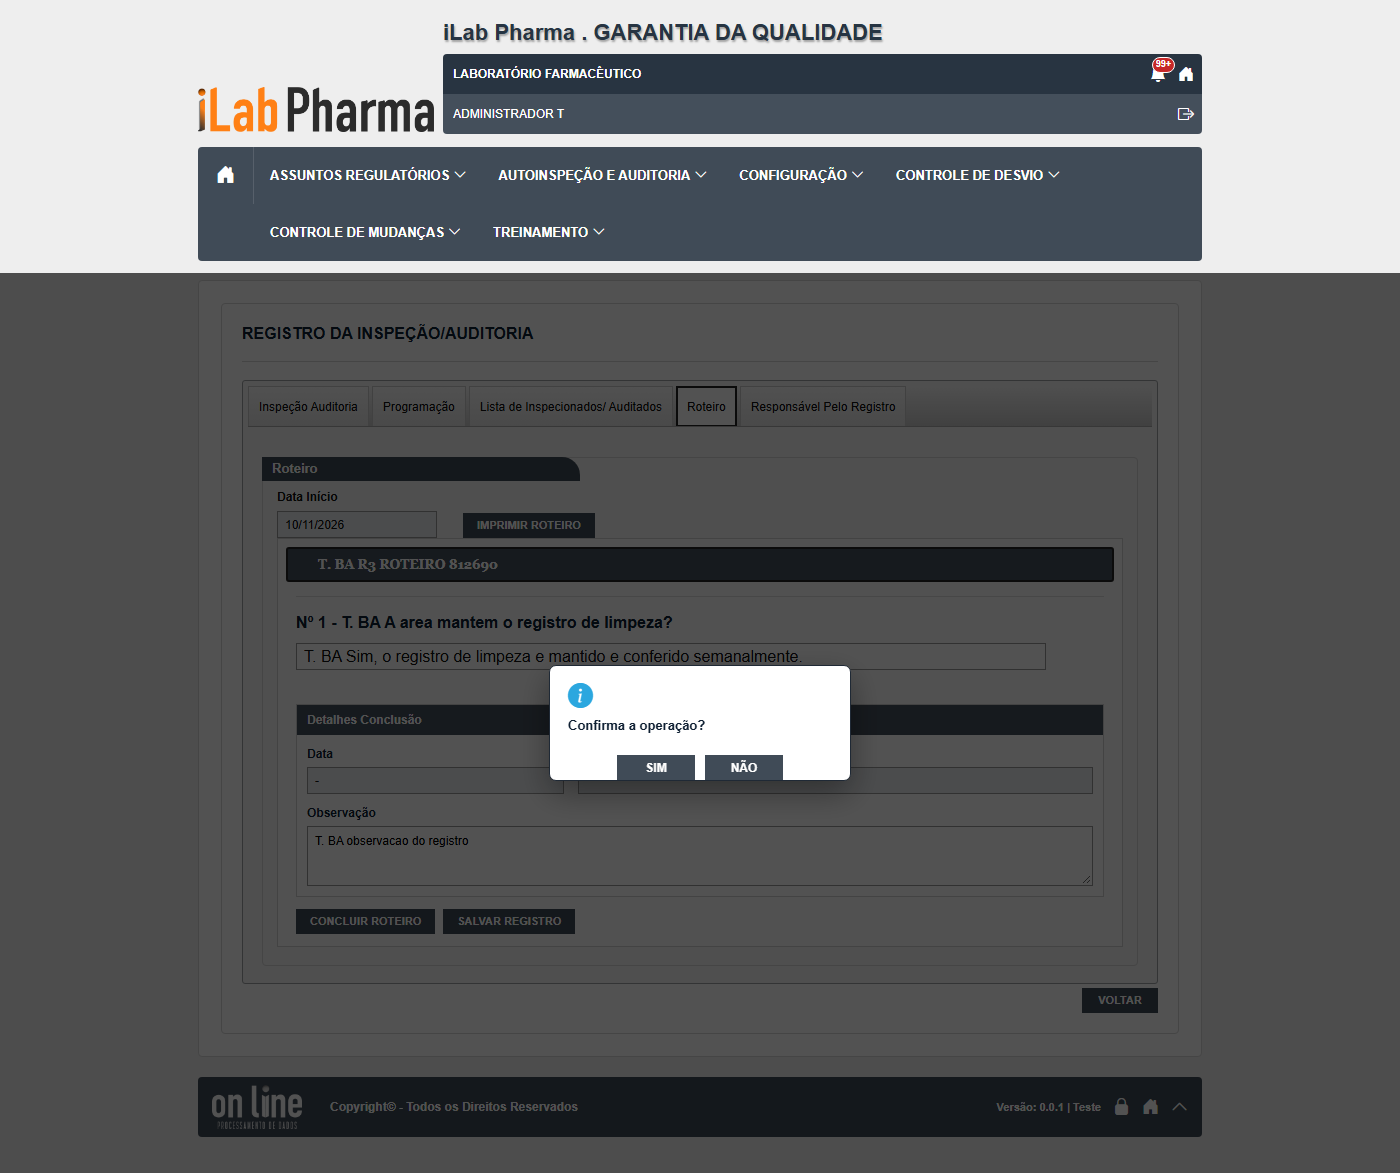 iLab Pharma . GARANTIA DA QUALIDADE
LABORATÓRIO FARMACÊUTICO
99+
iLab Pharma
ADMINISTRADOR T
ASSUNTOS REGULATÓRIOS
AUTOINSPEÇÃO E AUDITORIA
CONFIGURAÇÃO
CONTROLE DE DESVIO
CONTROLE DE MUDANÇAS
TREINAMENTO
REGISTRO DA INSPEÇÃO/AUDITORIA
Inspeção Auditoria
Programação
Lista de Inspecionados/ Auditados
Roteiro
Responsável Pelo Registro
Roteiro
Data Início
10/11/2026
IMPRIMIR ROTEIRO
T. BA R3 ROTEIRO 812690
Nº 1 - T. BA A area mantem o registro de limpeza?
T. BA Sim, o registro de limpeza e mantido e conferido semanalmente.
i
Confirma a operação?
SIM
NÃO
Detalhes Conclusão
Data
-
Observação
T. BA observacao do registro
CONCLUIR ROTEIRO
SALVAR REGISTRO
VOLTAR
on line
PROCESSAMENTO DE DADOS
Copyright© - Todos os Direitos Reservados
Versão: 0.0.1 | Teste